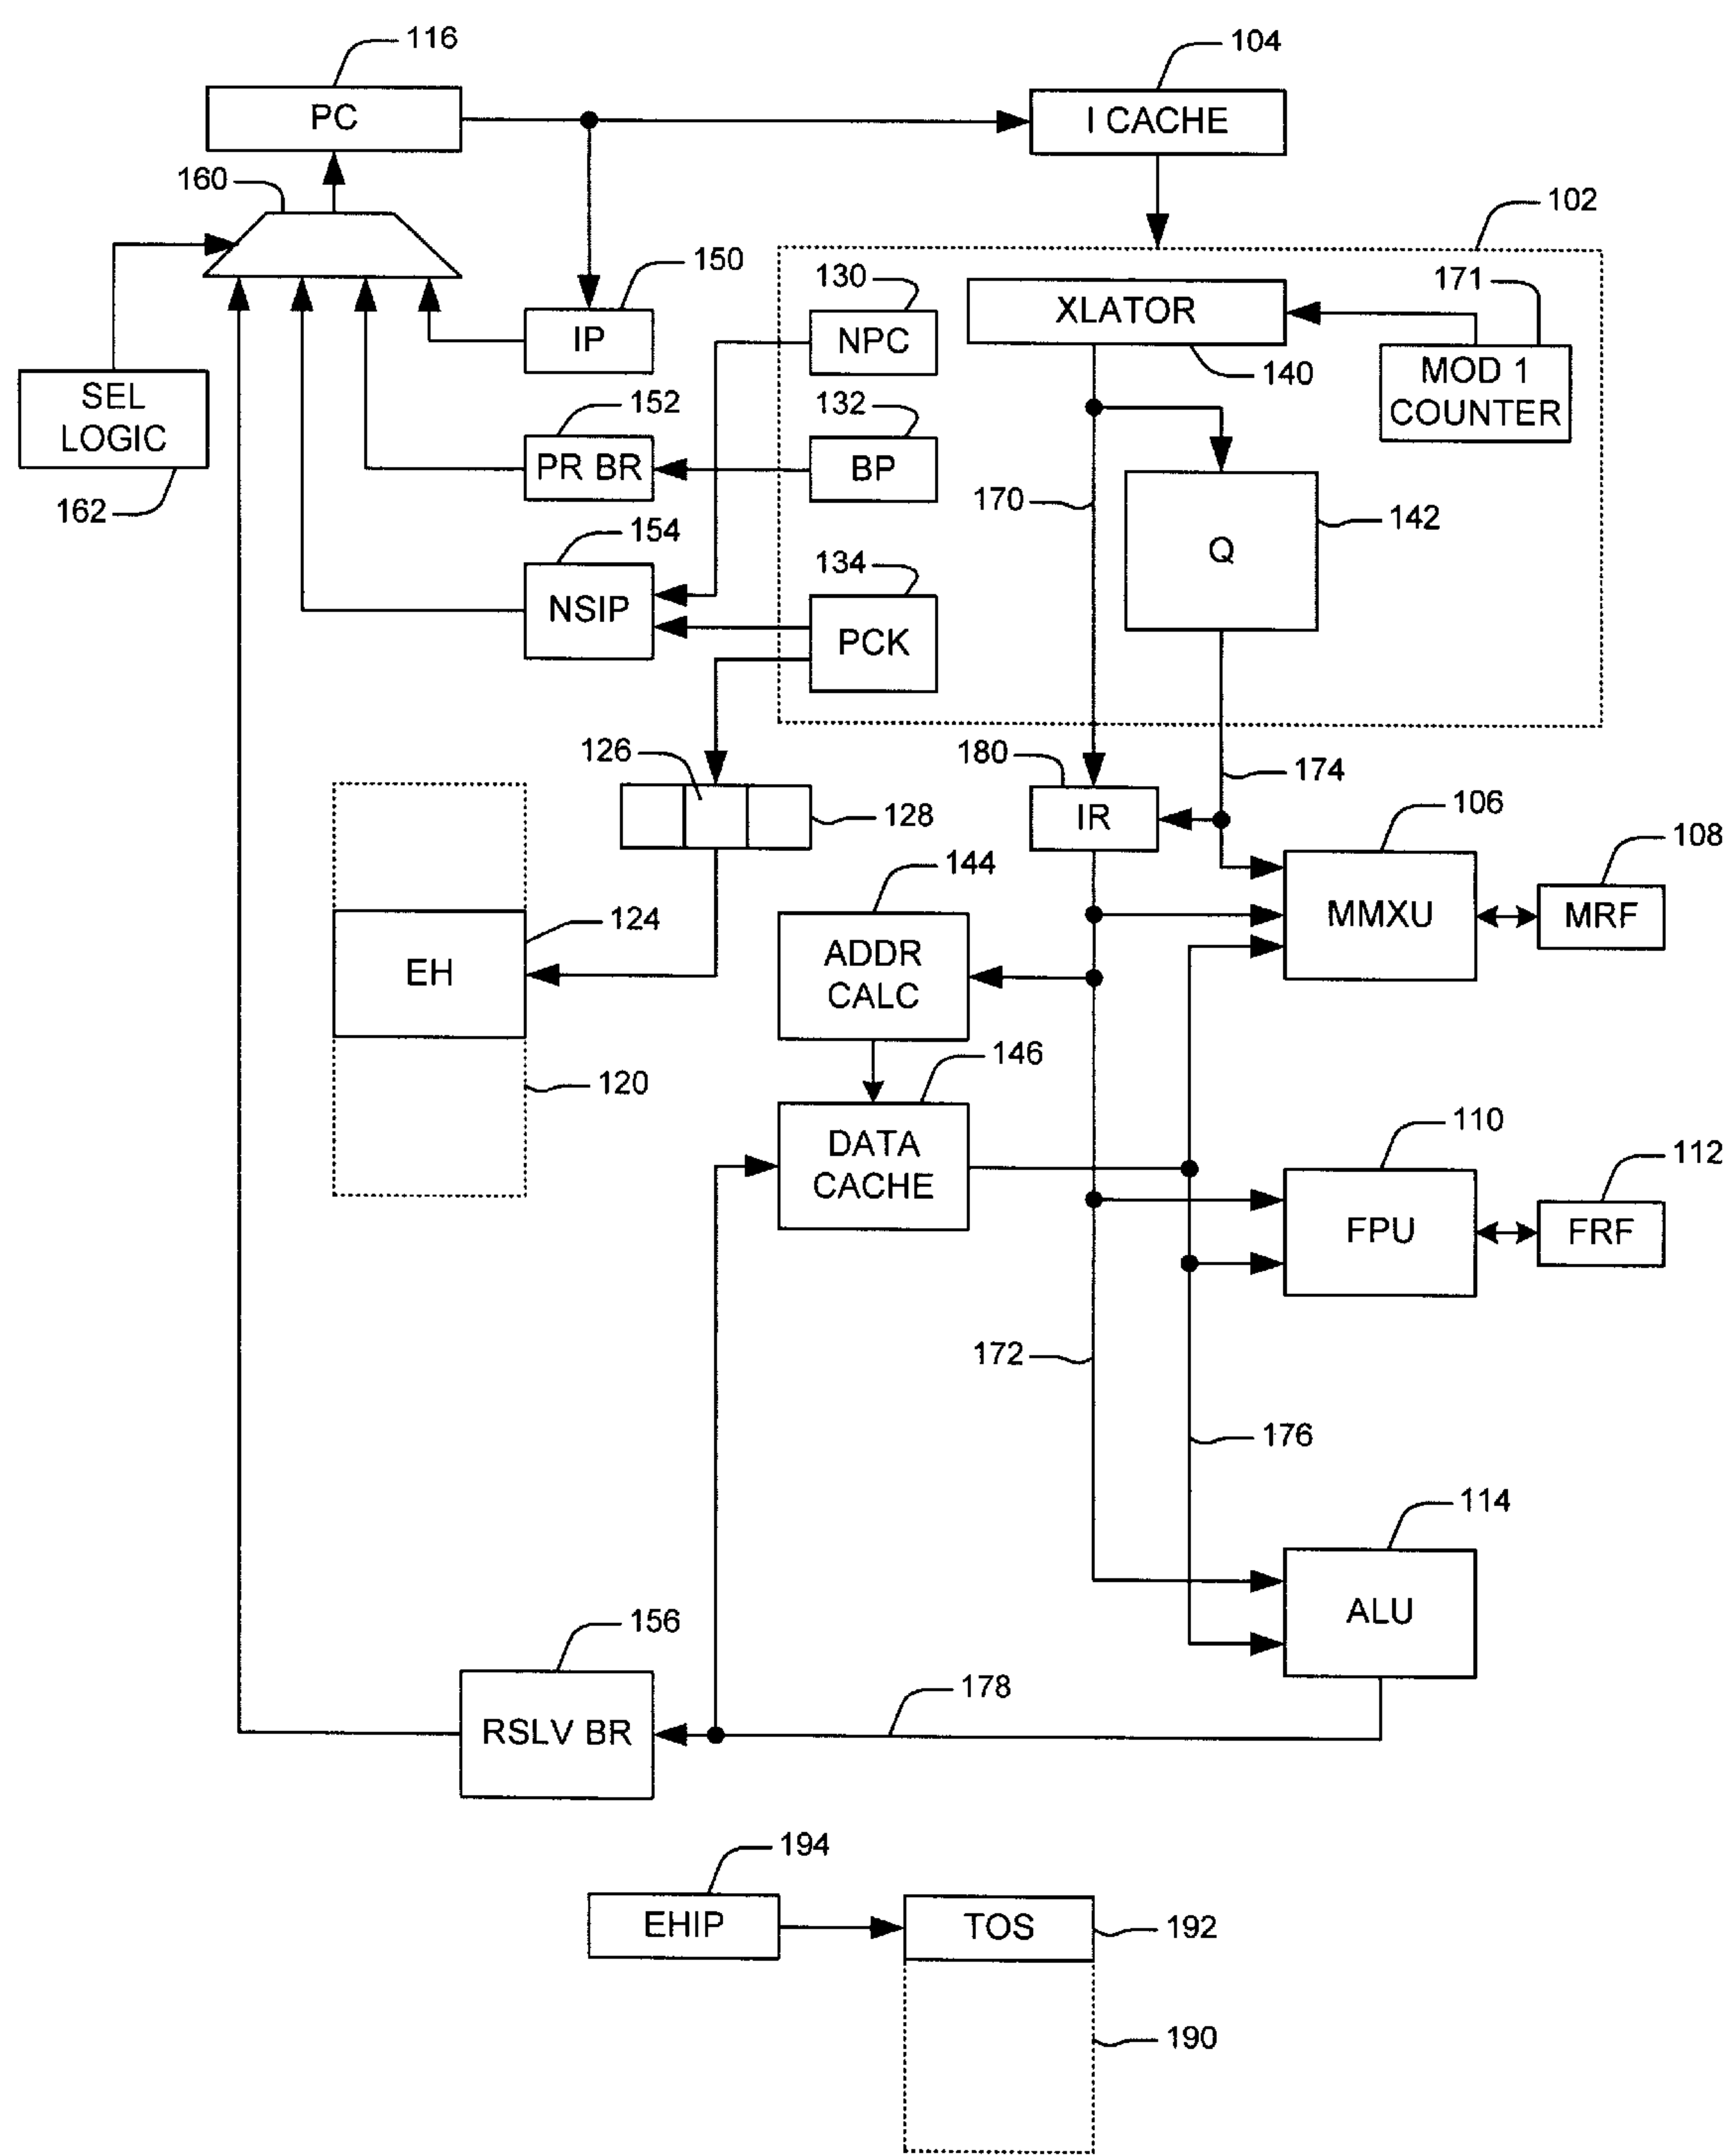 116
PC
104
I CACHE
160
102
150
IP
130
NPC
XLATOR
171
MOD 1
COUNTER
140
SEL
LOGIC
162
152
PR BR
132
BP
170
142
Q
154
NSIP
134
PCK
126
128
180
IR
174
106
MMXU
108
MRF
124
EH
144
ADDR
CALC
120
146
DATA
CACHE
110
FPU
112
FRF
172
176
114
ALU
156
RSLV BR
178
194
EHIP
TOS
192
190